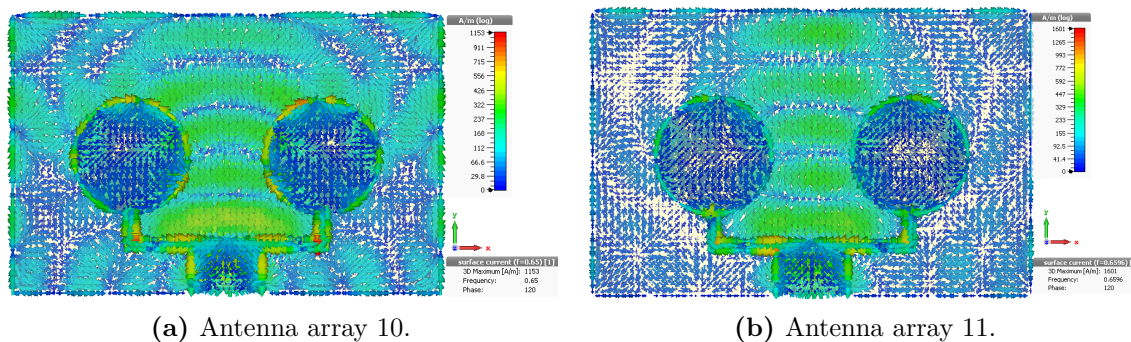 A/m (log)
1153
911
715
556
426
322
237
168
112
66.6
29.8
0
y
x
surface current (f=0.65) [1]
3D Maximum [A/m]: 1153
Frequency: 0.65
Phase: 120
(a) Antenna array 10.
A/m (log)
1601
1265
993
772
592
447
329
233
155
92.5
41.4
0
y
x
surface current (f=0.6596)
3D Maximum [A/m]: 1601
Frequency: 0.6596
Phase: 120
(b) Antenna array 11.